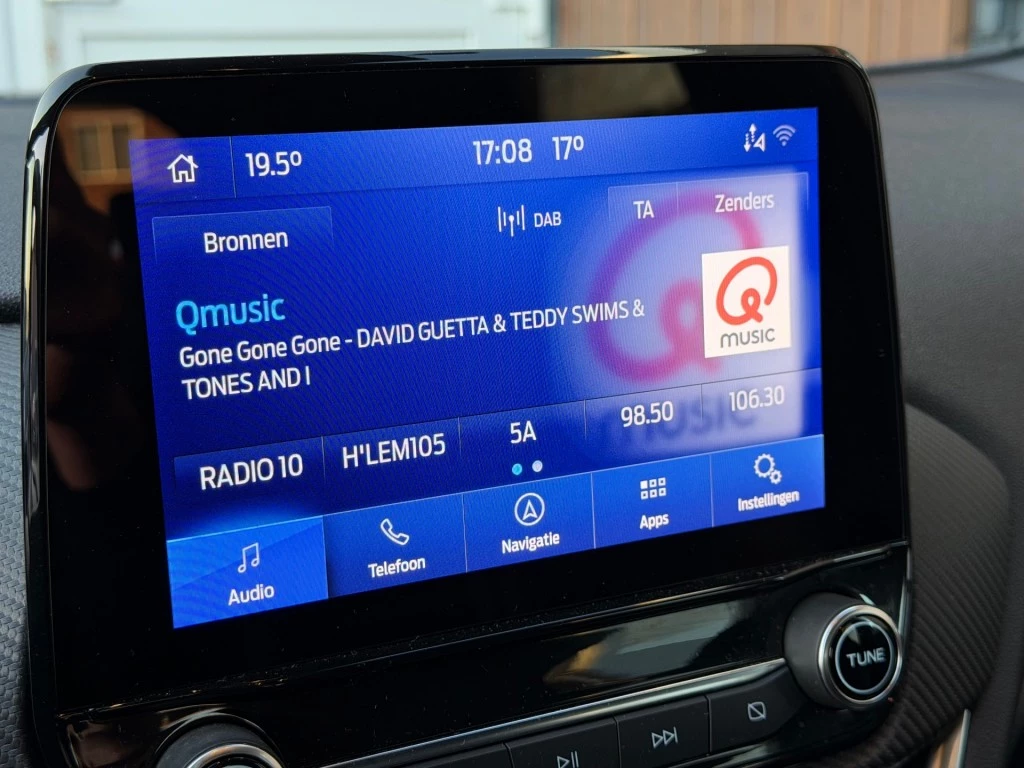 19.5° 17:08 17°
Bronnen DAB TA Zenders
Qmusic
Gone Gone Gone - DAVID GUETTA & TEDDY SWIMS &
TONES AND I
MUSIC
RADIO 10 H'LEM105 5A 98.50 106.30
Audio Telefoon Navigatie Apps Instellingen
TUNE